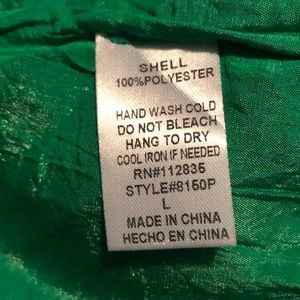 SHELL
100%POLYESTER
HAND WASH COLD
DO NOT BLEACH
HANG TO DRY
COOL IRON IF NEEDED
RN#112835
STYLE#8150P
L
MADE IN CHINA
HECHO EN CHINA